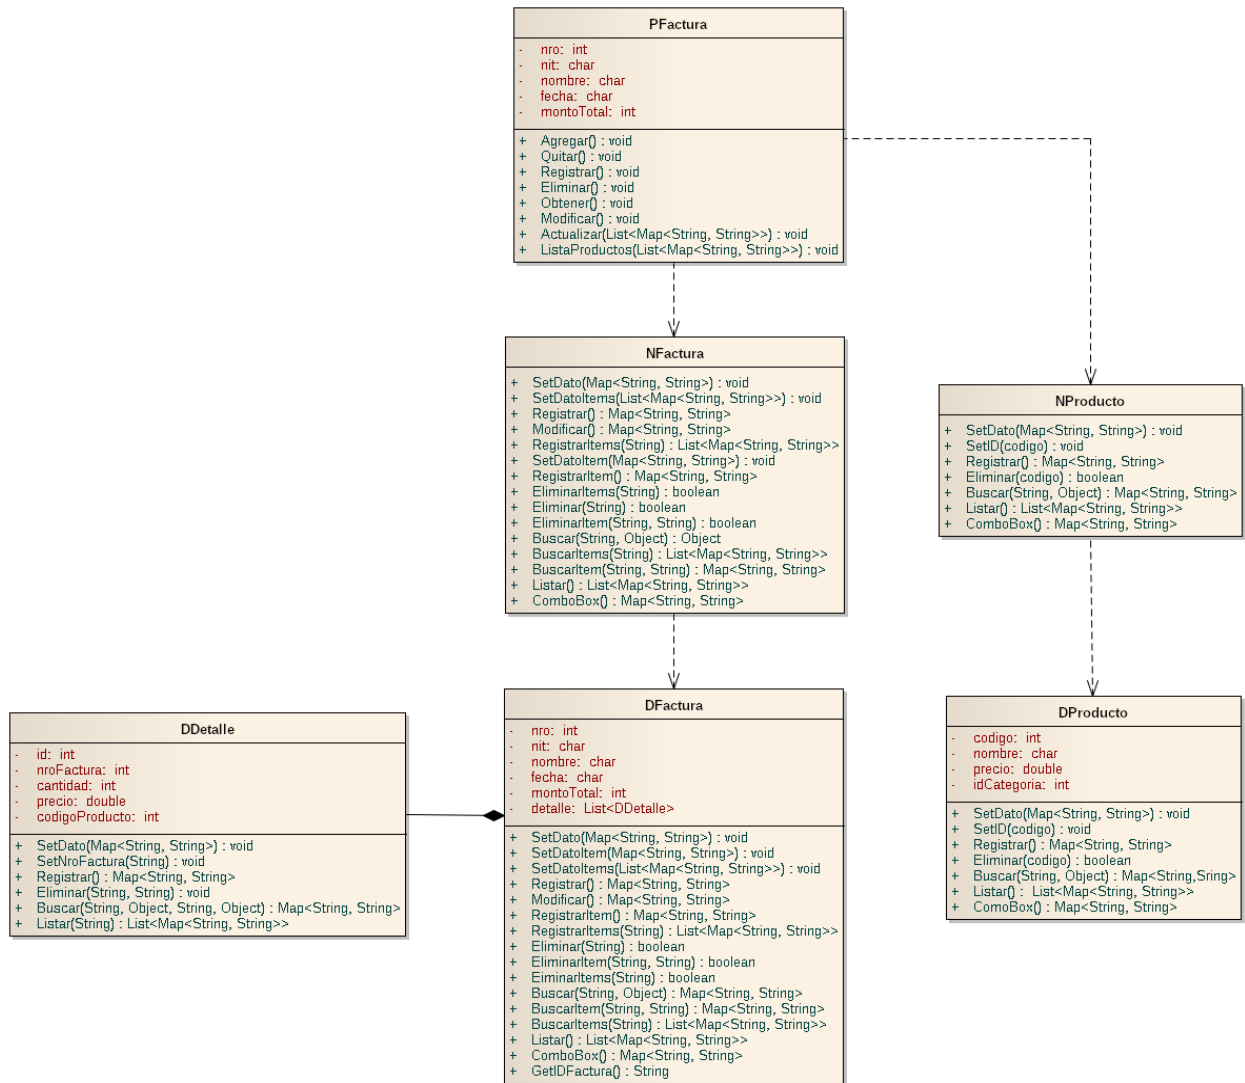 PFactura
- nro: int
- nit: char
- nombre: char
- fecha: char
- montoTotal: int
+ Agregar() : void
+ Quitar() : void
+ Registrar() : void
+ Eliminar() : void
+ Obtener() : void
+ Modificar() : void
+ Actualizar(List<Map<String, String>>) : void
+ ListaProductos(List<Map<String, String>>) : void
NFactura
+ SetDato(Map<String, String>) : void
+ SetDatoItems(List<Map<String, String>>) : void
+ Registrar() : Map<String, String>
+ Modificar() : Map<String, String>
+ RegistrarItems(String) : List<Map<String, String>>
+ SetDatoItem(Map<String, String>) : void
+ RegistrarItem() : Map<String, String>
+ EliminarItems(String) : boolean
+ Eliminar(String) : boolean
+ EliminarItem(String, String) : boolean
+ Buscar(String, Object) : Object
+ BuscarItems(String) : List<Map<String, String>>
+ BuscarItem(String, String) : Map<String, String>
+ Listar() : List<Map<String, String>>
+ ComboBox() : Map<String, String>
NProducto
+ SetDato(Map<String, String>) : void
+ SetID(codigo) : void
+ Registrar() : Map<String, String>
+ Eliminar(codigo) : boolean
+ Buscar(String, Object) : Map<String, String>
+ Listar() : List<Map<String, String>>
+ ComboBox() : Map<String, String>
DDetalle
- id: int
- nroFactura: int
- cantidad: int
- precio: double
- codigoProducto: int
+ SetDato(Map<String, String>) : void
+ SetNroFactura(String) : void
+ Registrar() : Map<String, String>
+ Eliminar(String, String) : void
+ Buscar(String, Object, String, Object) : Map<String, String>
+ Listar(String) : List<Map<String, String>>
DFactura
- nro: int
- nit: char
- nombre: char
- fecha: char
- montoTotal: int
- detalle: List<DDetalle>
+ SetDato(Map<String, String>) : void
+ SetDatoItem(Map<String, String>) : void
+ SetDatoItems(List<Map<String, String>>) : void
+ Registrar() : Map<String, String>
+ Modificar() : Map<String, String>
+ RegistrarItem() : Map<String, String>
+ RegistrarItems(String) : List<Map<String, String>>
+ Eliminar(String) : boolean
+ EliminarItem(String, String) : boolean
+ EiminarItems(String) : boolean
+ Buscar(String, Object) : Map<String, String>
+ BuscarItem(String, String) : Map<String, String>
+ BuscarItems(String) : List<Map<String, String>>
+ Listar() : List<Map<String, String>>
+ ComboBox() : Map<String, String>
+ GetIDFactura() : String
DProducto
- codigo: int
- nombre: char
- precio: double
- idCategoria: int
+ SetDato(Map<String, String>) : void
+ SetID(codigo) : void
+ Registrar() : Map<String, String>
+ Eliminar(codigo) : boolean
+ Buscar(String, Object) : Map<String,Sring>
+ Listar() : List<Map<String, String>>
+ ComoBox() : Map<String, String>